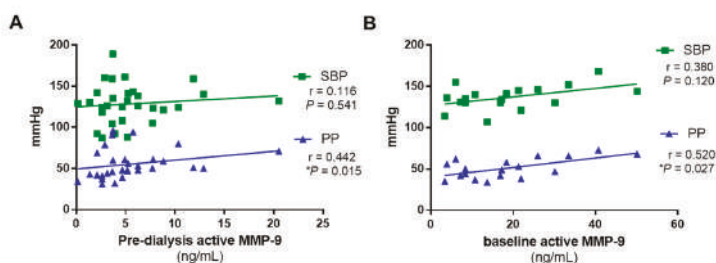 A
200
150
100
50
0
mmHg
0 5 10 15 20 25
Pre-dialysis active MMP-9
(ng/mL)
SBP
r = 0.116
P = 0.541
PP
r = 0.442
*P = 0.015
B
200
150
100
50
0
mmHg
0 20 40 60
baseline active MMP-9
(ng/mL)
SBP
r = 0.380
P = 0.120
PP
r = 0.520
*P = 0.027